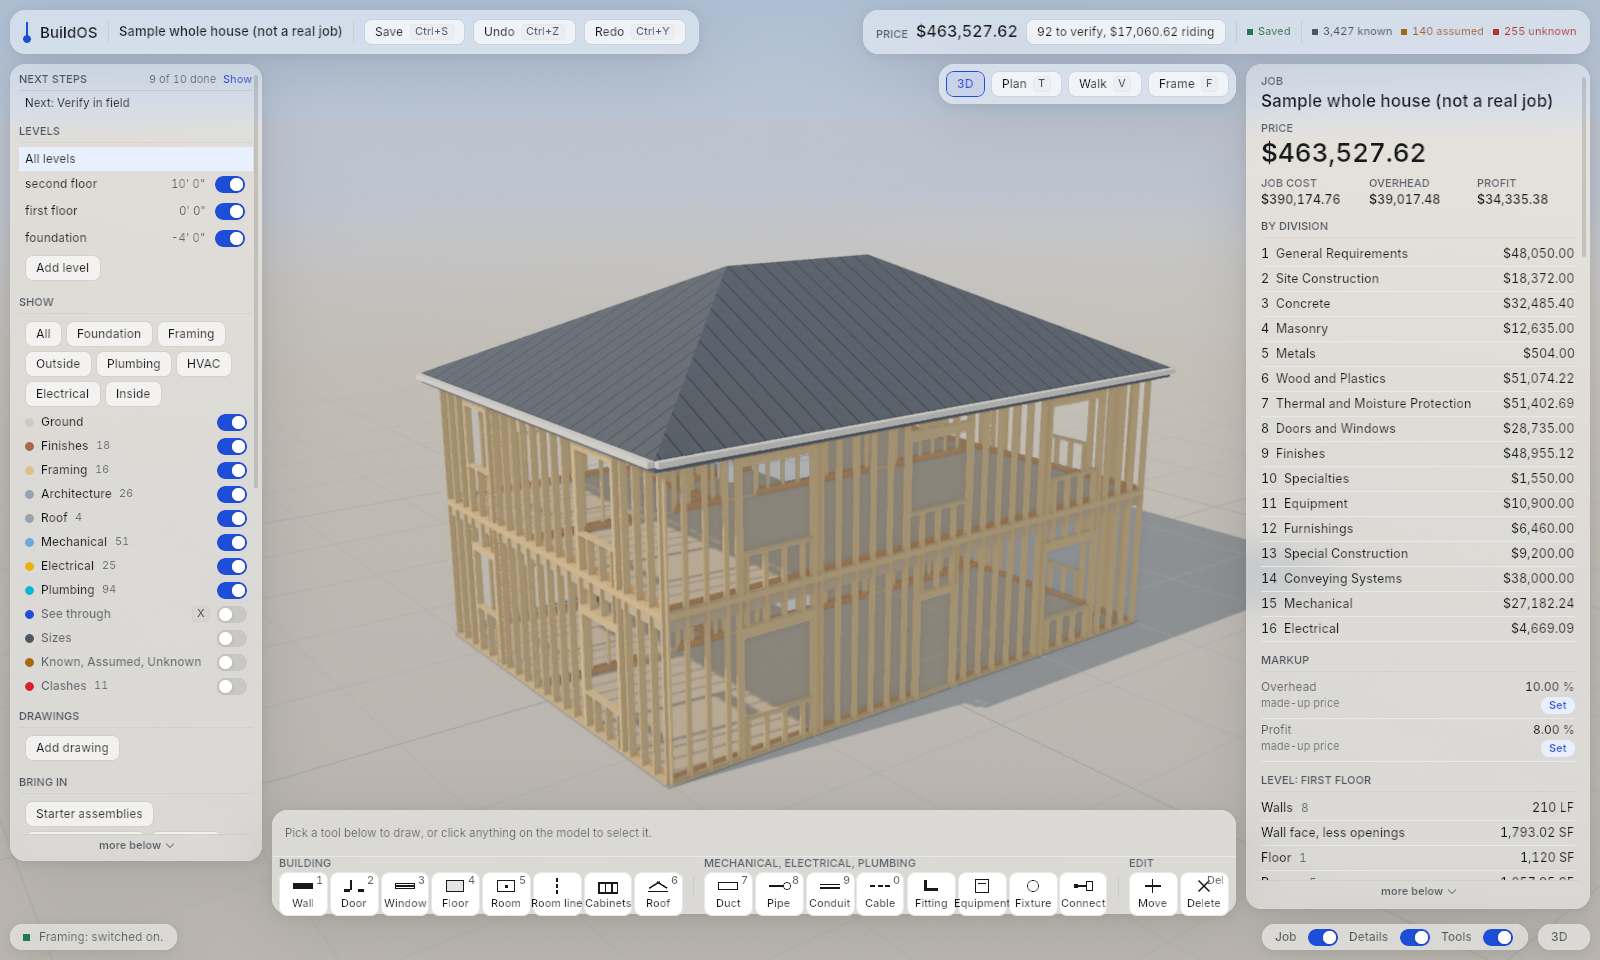 BuildOS
Sample whole house (not a real job)
Save Ctrl+S
Undo Ctrl+Z
Redo Ctrl+Y
PRICE $463,527.62
92 to verify, $17,060.62 riding
Saved
3,427 known
140 assumed
255 unknown
NEXT STEPS 9 of 10 done Show
Next: Verify in field
LEVELS
All levels
second floor 10' 0"
first floor 0' 0"
foundation -4' 0"
Add level
SHOW
All Foundation Framing
Outside Plumbing HVAC
Electrical Inside
Ground
Finishes 18
Framing 16
Architecture 26
Roof 4
Mechanical 51
Electrical 25
Plumbing 94
See through X
Sizes
Known, Assumed, Unknown
Clashes 11
DRAWINGS
Add drawing
BRING IN
Starter assemblies
more below
3D
Plan T
Walk V
Frame F
JOB
Sample whole house (not a real job)
PRICE
$463,527.62
JOB COST OVERHEAD PROFIT
$390,174.76 $39,017.48 $34,335.38
BY DIVISION
1 General Requirements $48,050.00
2 Site Construction $18,372.00
3 Concrete $32,485.40
4 Masonry $12,635.00
5 Metals $504.00
6 Wood and Plastics $51,074.22
7 Thermal and Moisture Protection $51,402.69
8 Doors and Windows $28,735.00
9 Finishes $48,955.12
10 Specialties $1,550.00
11 Equipment $10,900.00
12 Furnishings $6,460.00
13 Special Construction $9,200.00
14 Conveying Systems $38,000.00
15 Mechanical $27,182.24
16 Electrical $4,669.09
MARKUP
Overhead 10.00 %
made-up price Set
Profit 8.00 %
made-up price Set
LEVEL: FIRST FLOOR
Walls 8 210 LF
Wall face, less openings 1,793.02 SF
Floor 1 1,120 SF
more below
Pick a tool below to draw, or click anything on the model to select it.
BUILDING
1 Wall
2 Door
3 Window
4 Floor
5 Room
Room line
Cabinets
6 Roof
MECHANICAL, ELECTRICAL, PLUMBING
7 Duct
8 Pipe
9 Conduit
0 Cable
Fitting
Equipment
Fixture
Connect
EDIT
Move
Del Delete
Framing: switched on.
Job Details Tools
3D